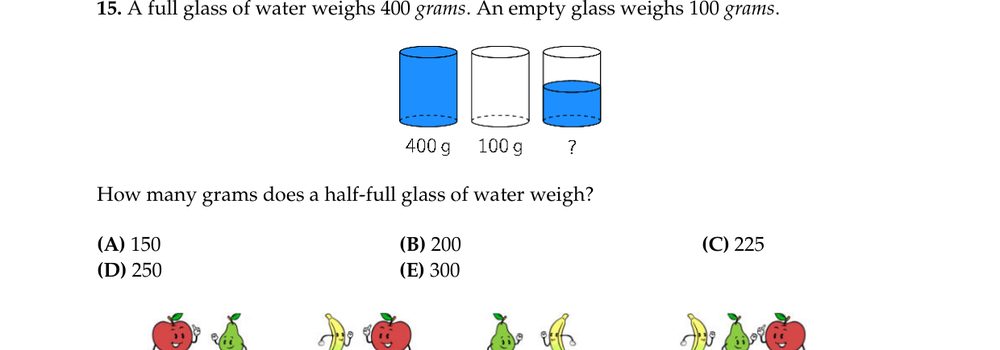 15. A full glass of water weighs 400 grams. An empty glass weighs 100 grams.
400 g 100 g ?
How many grams does a half-full glass of water weigh?
(A) 150 (B) 200 (C) 225
(D) 250 (E) 300